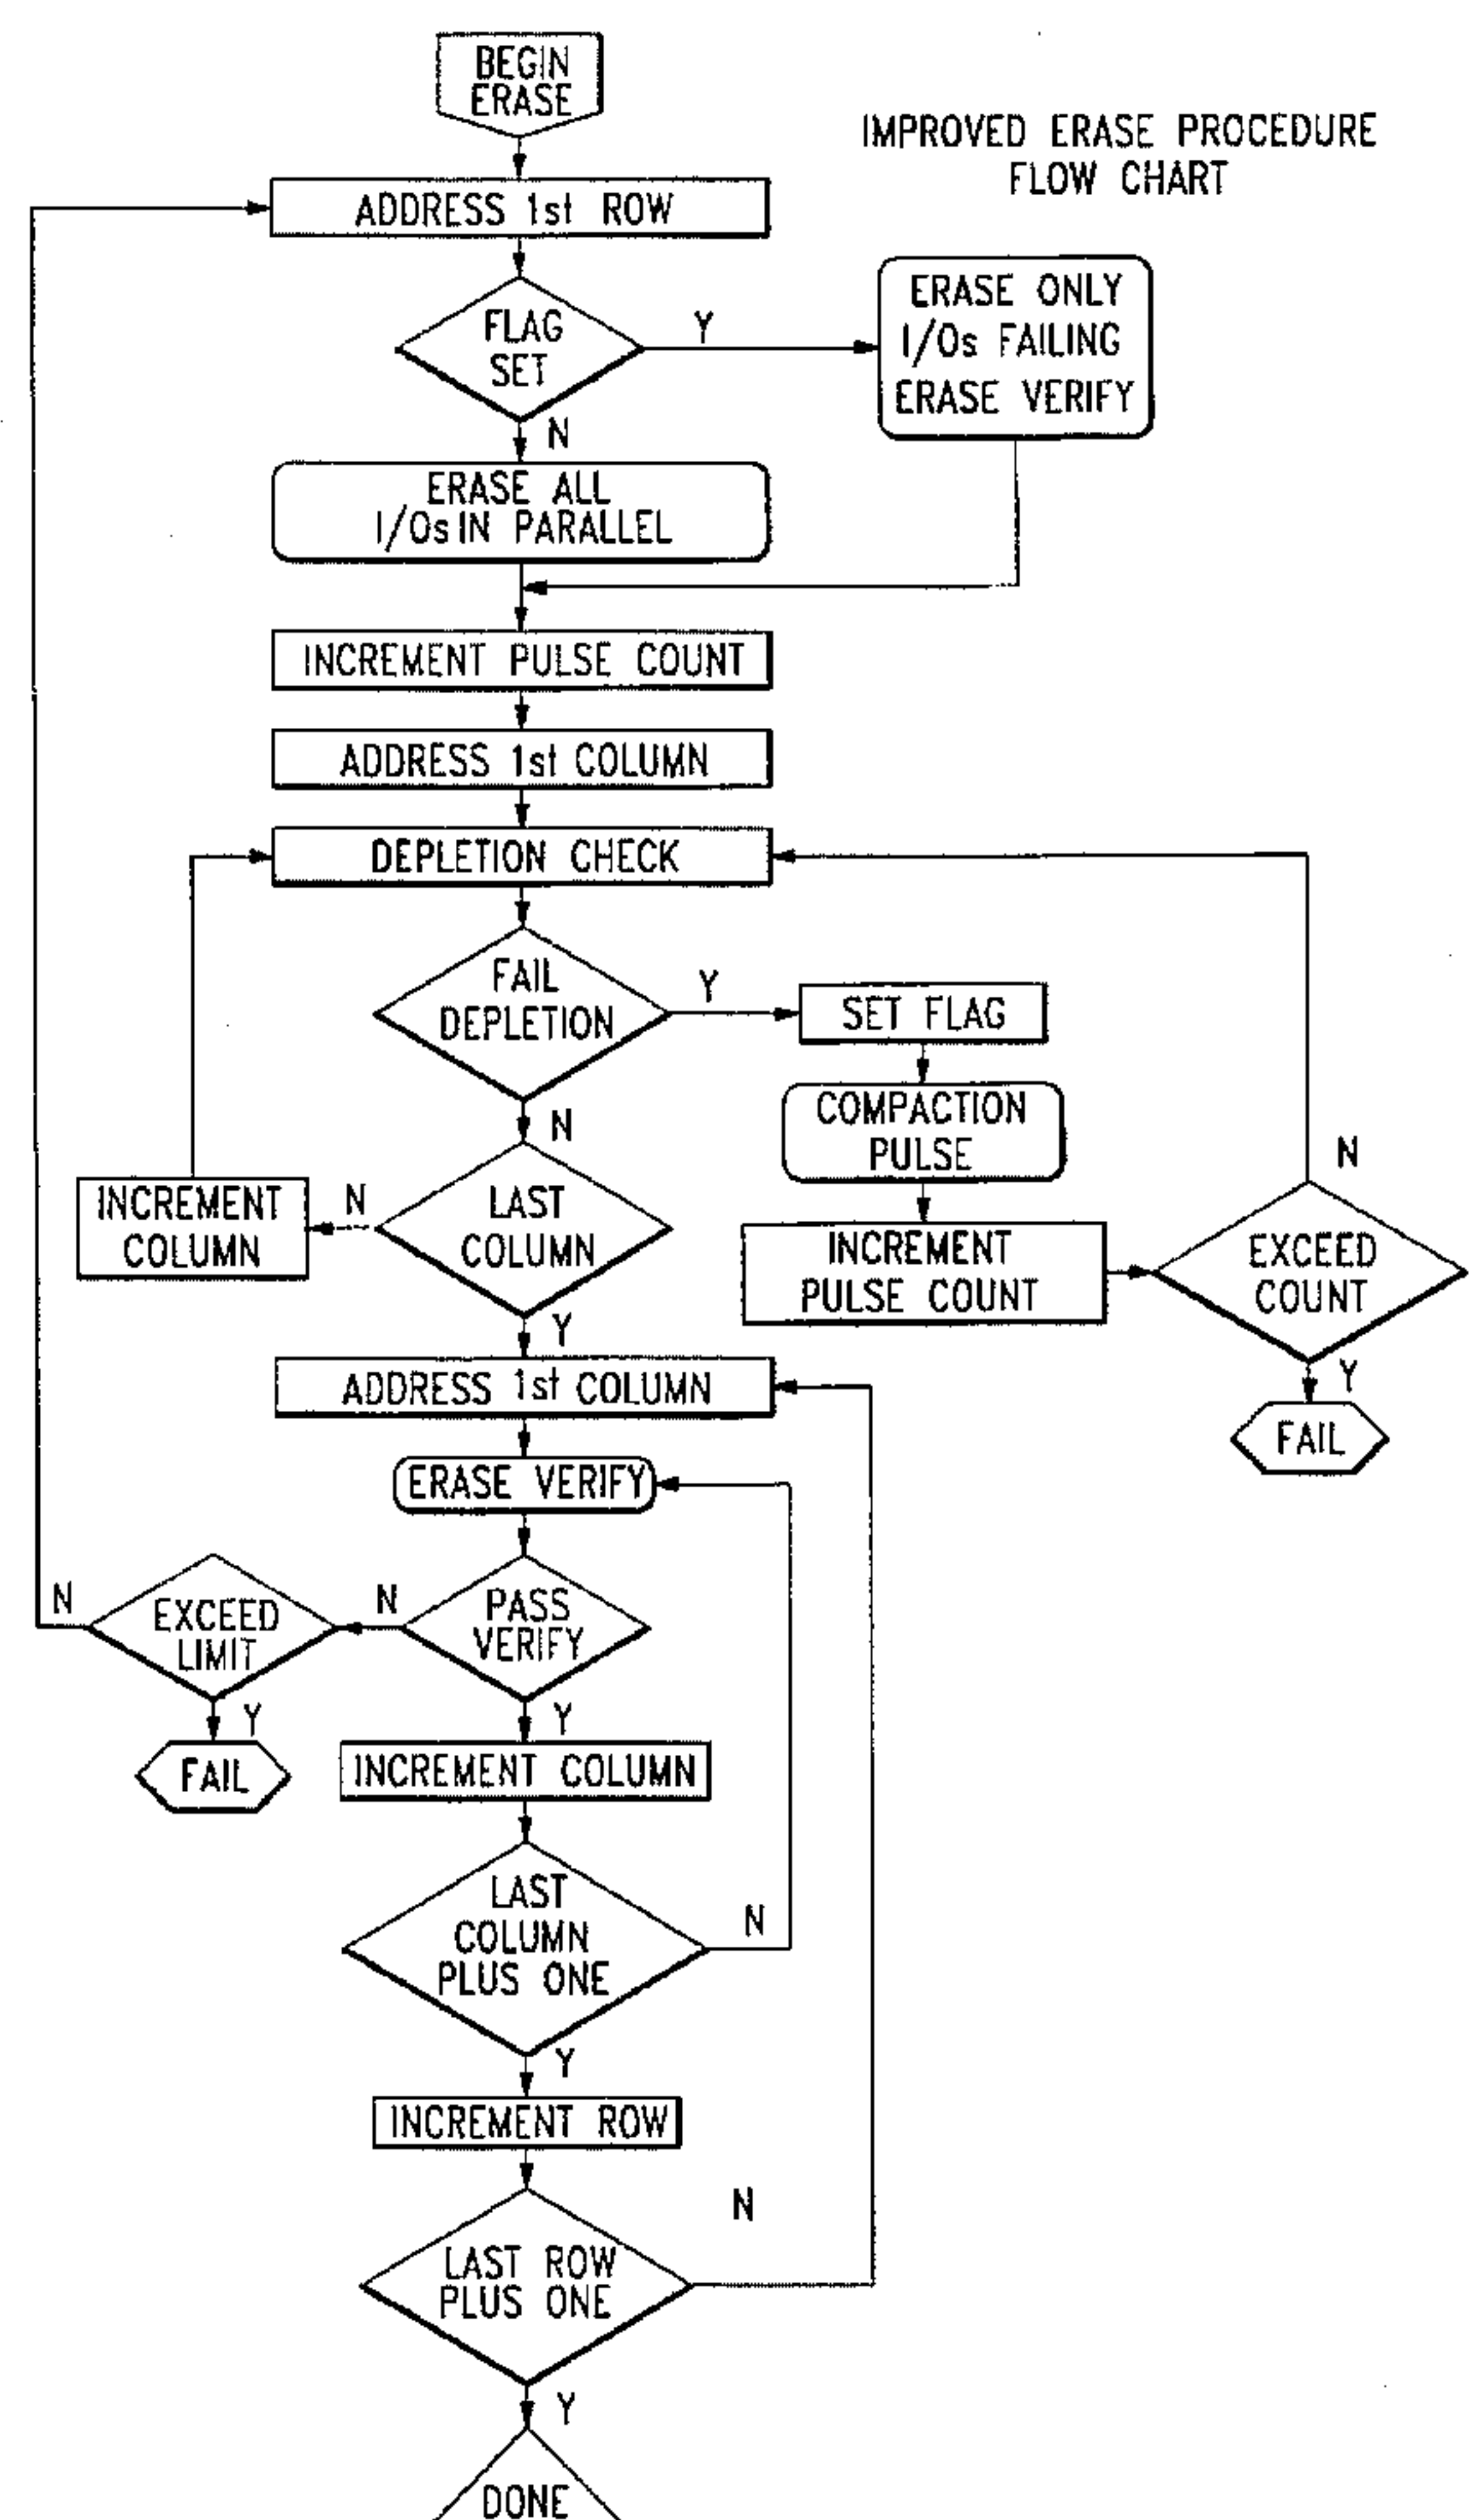 BEGIN
ERASE
IMPROVED ERASE PROCEDURE
FLOW CHART
ADDRESS 1st ROW
FLAG
SET
Y
ERASE ONLY
I/Os FAILING
ERASE VERIFY
N
ERASE ALL
I/Os IN PARALLEL
INCREMENT PULSE COUNT
ADDRESS 1st COLUMN
DEPLETION CHECK
FAIL
DEPLETION
Y
SET FLAG
COMPACTION
PULSE
N
N
LAST
COLUMN
N
INCREMENT
COLUMN
INCREMENT
PULSE COUNT
EXCEED
COUNT
Y
Y
FAIL
ADDRESS 1st COLUMN
ERASE VERIFY
PASS
VERIFY
N
EXCEED
LIMIT
N
Y
FAIL
Y
INCREMENT COLUMN
LAST
COLUMN
PLUS ONE
N
Y
INCREMENT ROW
N
LAST ROW
PLUS ONE
Y
DONE